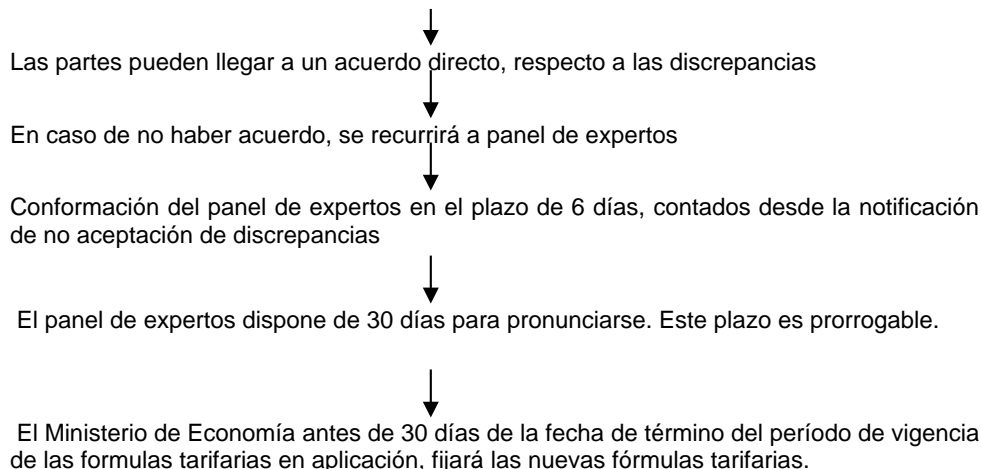 Las partes pueden llegar a un acuerdo directo, respecto a las discrepancias
En caso de no haber acuerdo, se recurrirá a panel de expertos
Conformación del panel de expertos en el plazo de 6 días, contados desde la notificación
de no aceptación de discrepancias
El panel de expertos dispone de 30 días para pronunciarse. Este plazo es prorrogable.
El Ministerio de Economía antes de 30 días de la fecha de término del período de vigencia
de las formulas tarifarias en aplicación, fijará las nuevas fórmulas tarifarias.